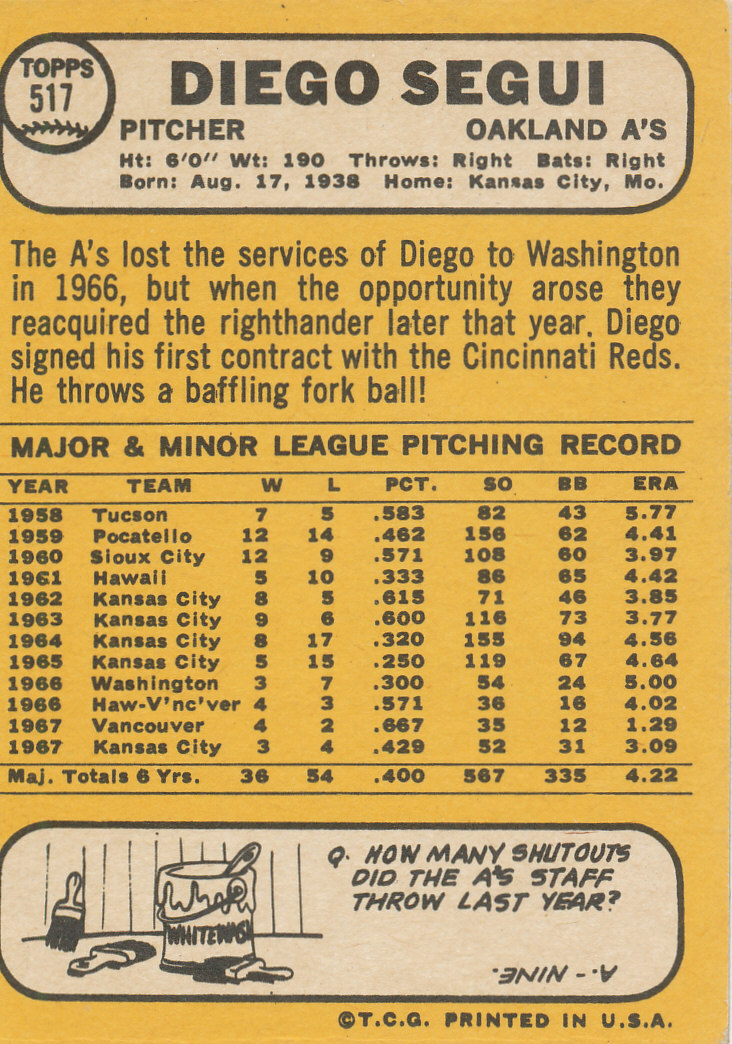 TOPPS
517
DIEGO SEGUI
PITCHER OAKLAND A'S
Ht: 6'0" Wt: 190 Throws: Right Bats: Right
Born: Aug. 17, 1938 Home: Kansas City, Mo.
The A's lost the services of Diego to Washington
in 1966, but when the opportunity arose they
reacquired the righthander later that year. Diego
signed his first contract with the Cincinnati Reds.
He throws a baffling fork ball!
MAJOR & MINOR LEAGUE PITCHING RECORD
YEAR TEAM W L PCT. SO BB ERA
1958 Tucson 7 5 .583 82 43 5.77
1959 Pocatello 12 14 .462 156 62 4.41
1960 Sioux City 12 9 .571 108 60 3.97
1961 Hawaii 5 10 .333 86 65 4.42
1962 Kansas City 8 5 .615 71 46 3.85
1963 Kansas City 9 6 .600 116 73 3.77
1964 Kansas City 8 17 .320 155 94 4.56
1965 Kansas City 5 15 .250 119 67 4.64
1966 Washington 3 7 .300 54 24 5.00
1966 Haw-V'nc'ver 4 3 .571 36 16 4.02
1967 Vancouver 4 2 .667 35 12 1.29
1967 Kansas City 3 4 .429 52 31 3.09
Maj. Totals 6 Yrs. 36 54 .400 567 335 4.22
Q. HOW MANY SHUTOUTS
DID THE A'S STAFF
THROW LAST YEAR?
WHITEWASH
A-- NINE.
©T.C.G. PRINTED IN U.S.A.